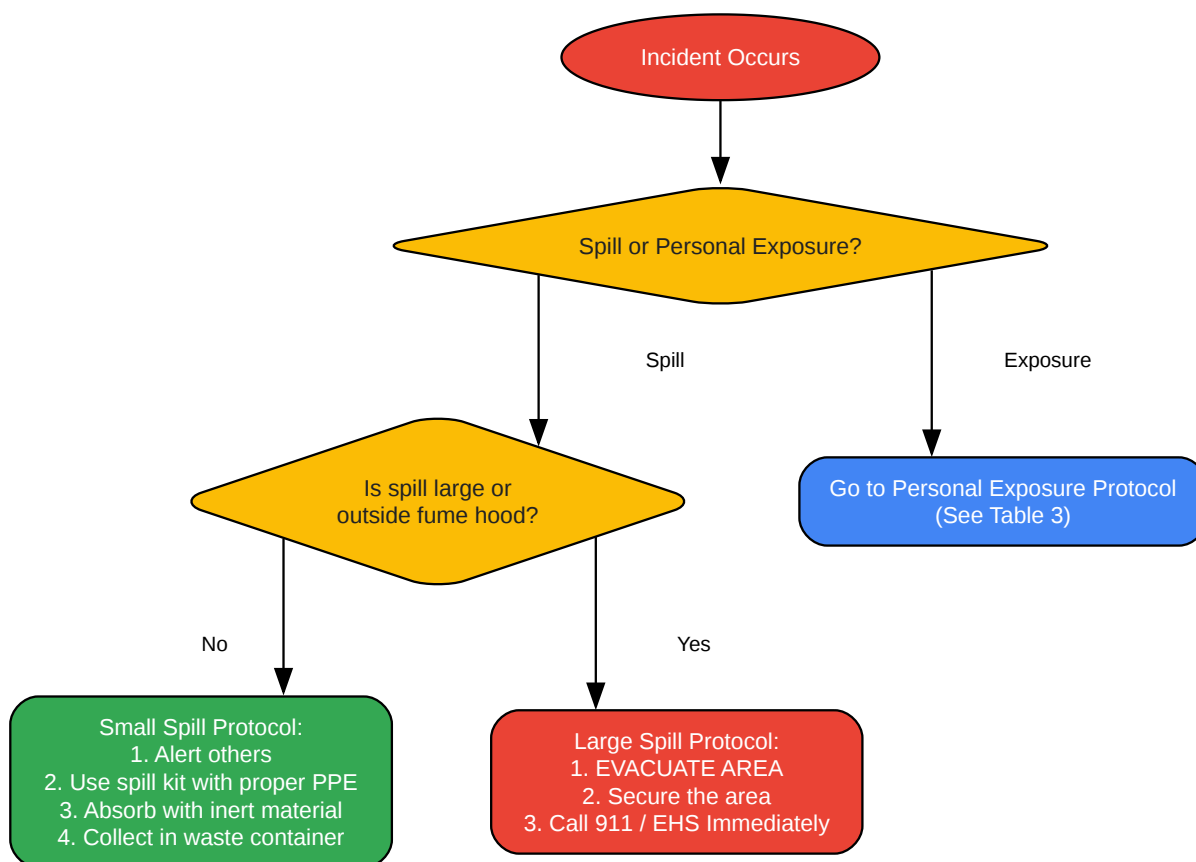 Incident Occurs
Spill or Personal Exposure?
Spill
Exposure
Is spill large or
outside fume hood?
Go to Personal Exposure Protocol
(See Table 3)
No
Yes
Small Spill Protocol:
1. Alert others
2. Use spill kit with proper PPE
3. Absorb with inert material
4. Collect in waste container
Large Spill Protocol:
1. EVACUATE AREA
2. Secure the area
3. Call 911 / EHS Immediately